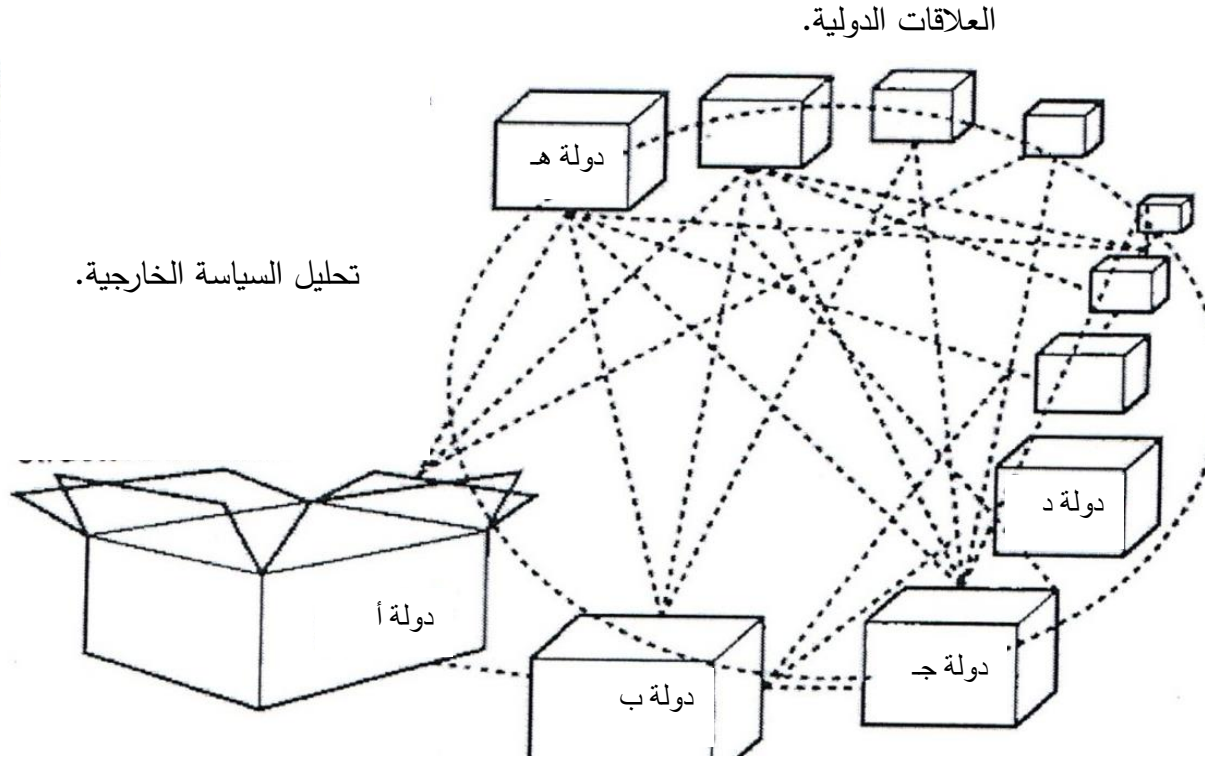 العلاقات الدولية.
دولة هـ
تحليل السياسة الخارجية.
دولة د
دولة أ
دولة جـ
دولة ب